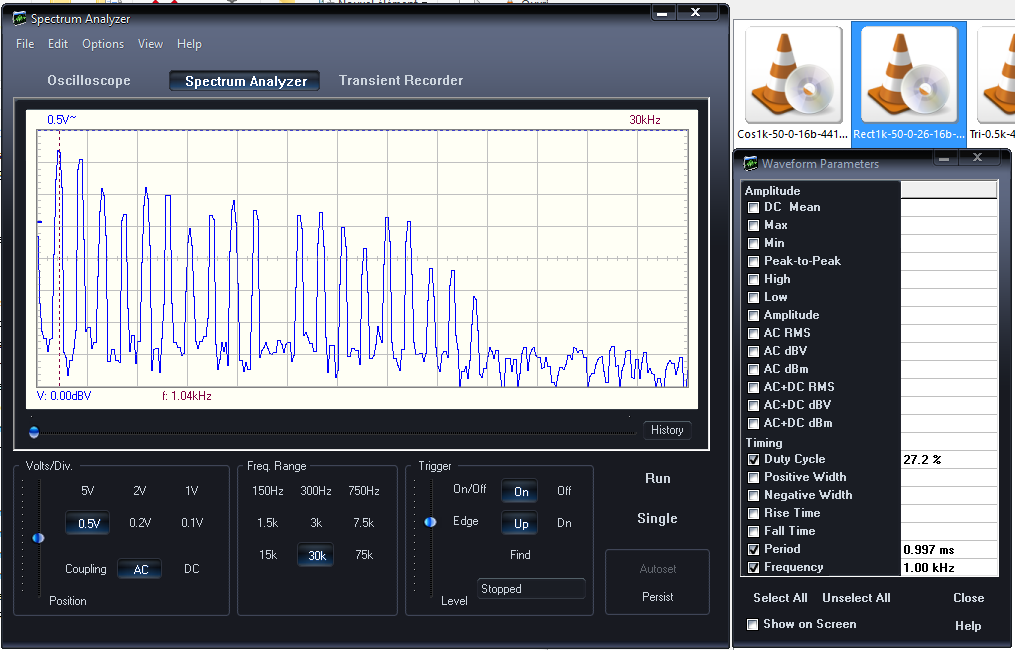 Spectrum Analyzer
File Edit Options View Help
Oscilloscope Spectrum Analyzer Transient Recorder
0.5V~ 30kHz
V: 0.00dBV f: 1.04kHz
History
Volts/Div.
5V 2V 1V
0.5V 0.2V 0.1V
Coupling AC DC
Position
Freq. Range
150Hz 300Hz 750Hz
1.5k 3k 7.5k
15k 30k 75k
Trigger
On/Off On Off
Edge Up Dn
Find
Stopped
Level
Run
Single
Autoset
Persist
Cos1k-50-0-16b-441... Rect1k-50-0-26-16b-... Tri-0.5k-4
Waveform Parameters
Amplitude
DC Mean
Max
Min
Peak-to-Peak
High
Low
Amplitude
AC RMS
AC dBV
AC dBm
AC+DC RMS
AC+DC dBV
AC+DC dBm
Timing
Duty Cycle 27.2 %
Positive Width
Negative Width
Rise Time
Fall Time
Period 0.997 ms
Frequency 1.00 kHz
Select All Unselect All Close
Show on Screen Help